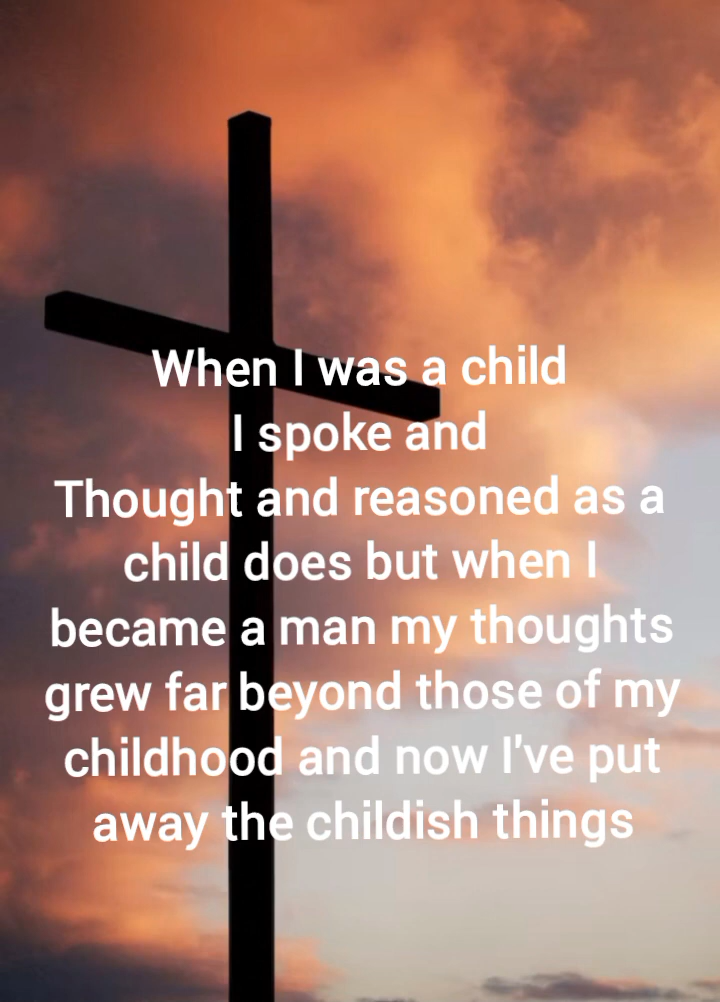 When I was a child
I spoke and
Thought and reasoned as a
child does but when I
became a man my thoughts
grew far beyond those of my
childhood and now I've put
away the childish things